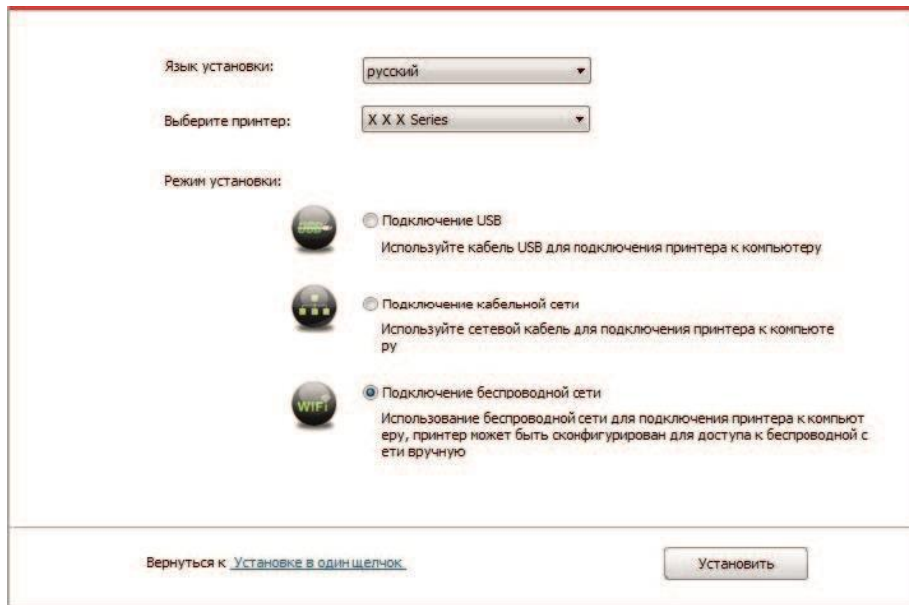 Язык установки:
русский
Выберите принтер:
X X X Series
Режим установки:
USB
Подключение USB
Используйте кабель USB для подключения принтера к компьютеру
Подключение кабельной сети
Используйте сетевой кабель для подключения принтера к компьюте
ру
WiFi
Подключение беспроводной сети
Использование беспроводной сети для подключения принтера к компьют
еру, принтер может быть сконфигурирован для доступа к беспроводной с
ети вручную
Вернуться к Установке в один щелчок
Установить